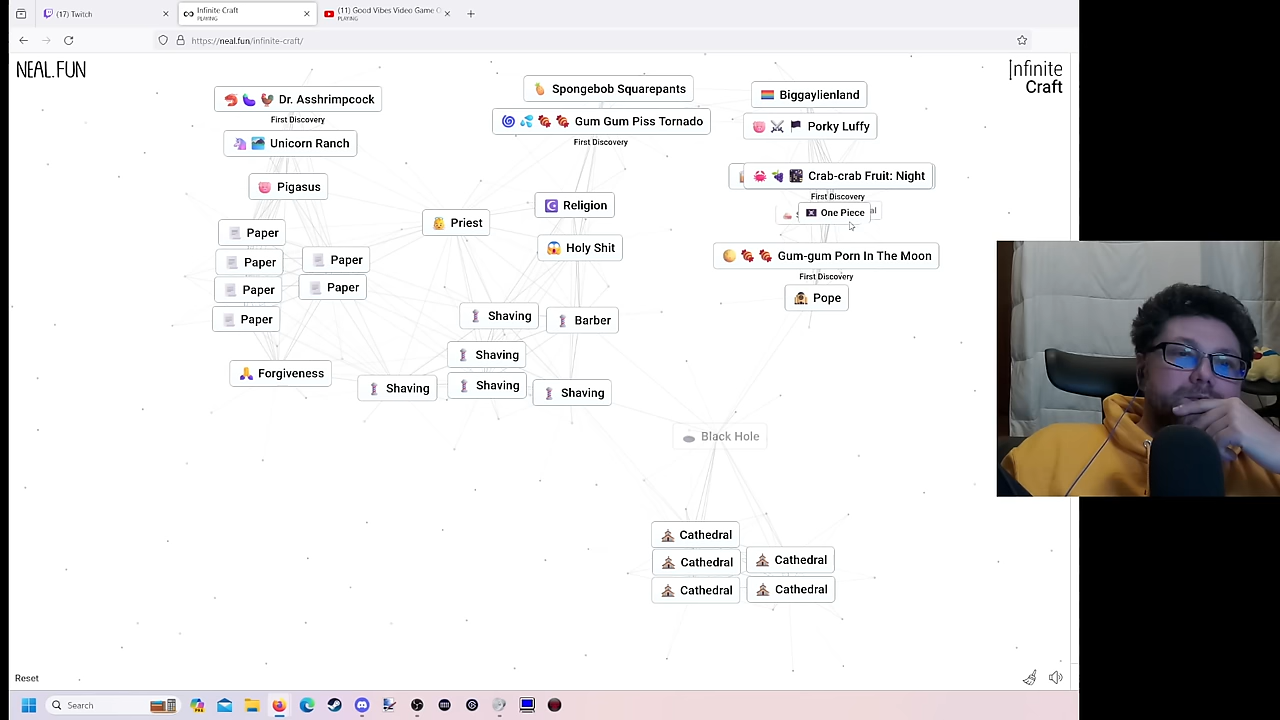 (17) Twitch
Infinite Craft
PLAYING
(11) Good Vibes Video Game C
PLAYING
https://neal.fun/infinite-craft/
NEAL.FUN
Infinite
Craft
Dr. Asshrimpcock
First Discovery
Unicorn Ranch
Pigasus
Paper
Paper
Paper
Paper
Paper
Paper
Forgiveness
Priest
Spongebob Squarepants
Gum Gum Piss Tornado
First Discovery
Religion
Holy Shit
Shaving
Barber
Shaving
Shaving
Shaving
Shaving
Biggaylienland
Porky Luffy
Crab-crab Fruit: Night
First Discovery
One Piece
Gum-gum Porn In The Moon
First Discovery
Pope
Black Hole
Cathedral
Cathedral
Cathedral
Cathedral
Cathedral
Reset
Search